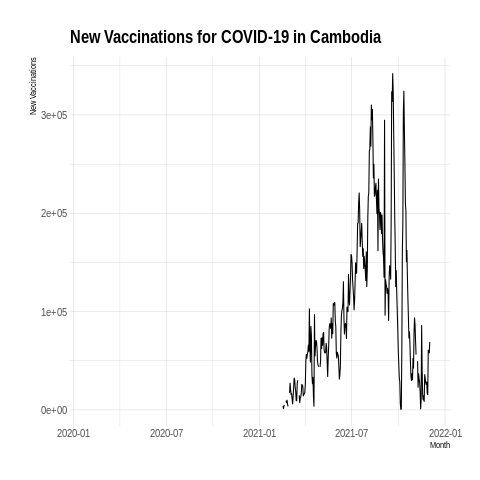 New Vaccinations for COVID-19 in Cambodia
New Vaccinations
3e+05
2e+05
1e+05
0e+00
2020-01 2020-07 2021-01 2021-07 2022-01
Month